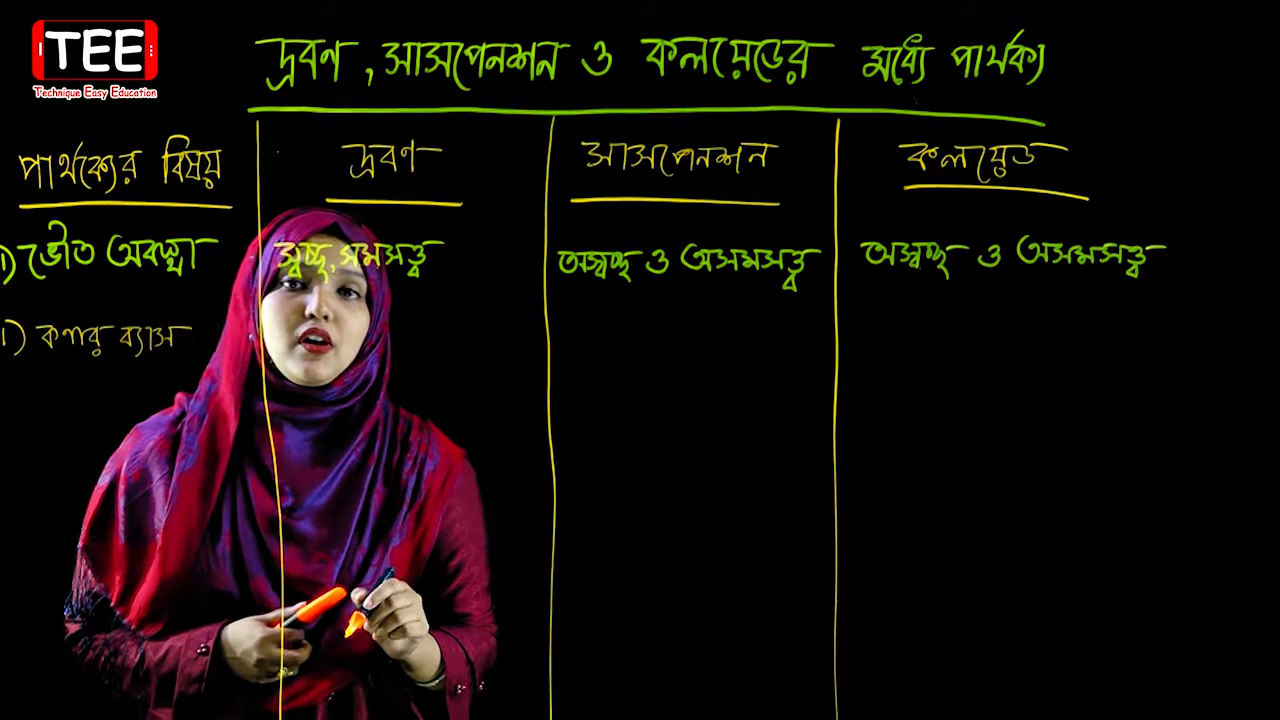 TEE
Technique Easy Education
দ্রবণ, সাসপেনশন ও কলয়েডের মধ্যে পার্থক্য
পার্থক্যের বিষয় দ্রবণ সাসপেনশন কলয়েড
১) ভৌত অবস্থা স্বচ্ছ, সমসত্ত্ব অস্বচ্ছ ও অসমসত্ত্ব অস্বচ্ছ ও অসমসত্ত্ব
কণার ব্যাস